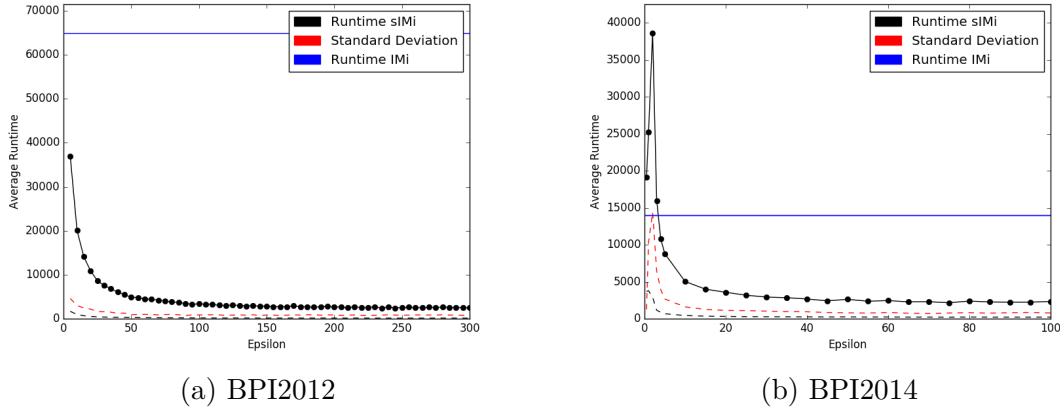 70000
60000
50000
40000
30000
20000
10000
0
Average Runtime
0
50
100
150
200
250
300
Epsilon
Runtime sIMi
Standard Deviation
Runtime IMi
(a) BPI2012
40000
35000
30000
25000
20000
15000
10000
5000
0
Average Runtime
0
20
40
60
80
100
Epsilon
Runtime sIMi
Standard Deviation
Runtime IMi
(b) BPI2014